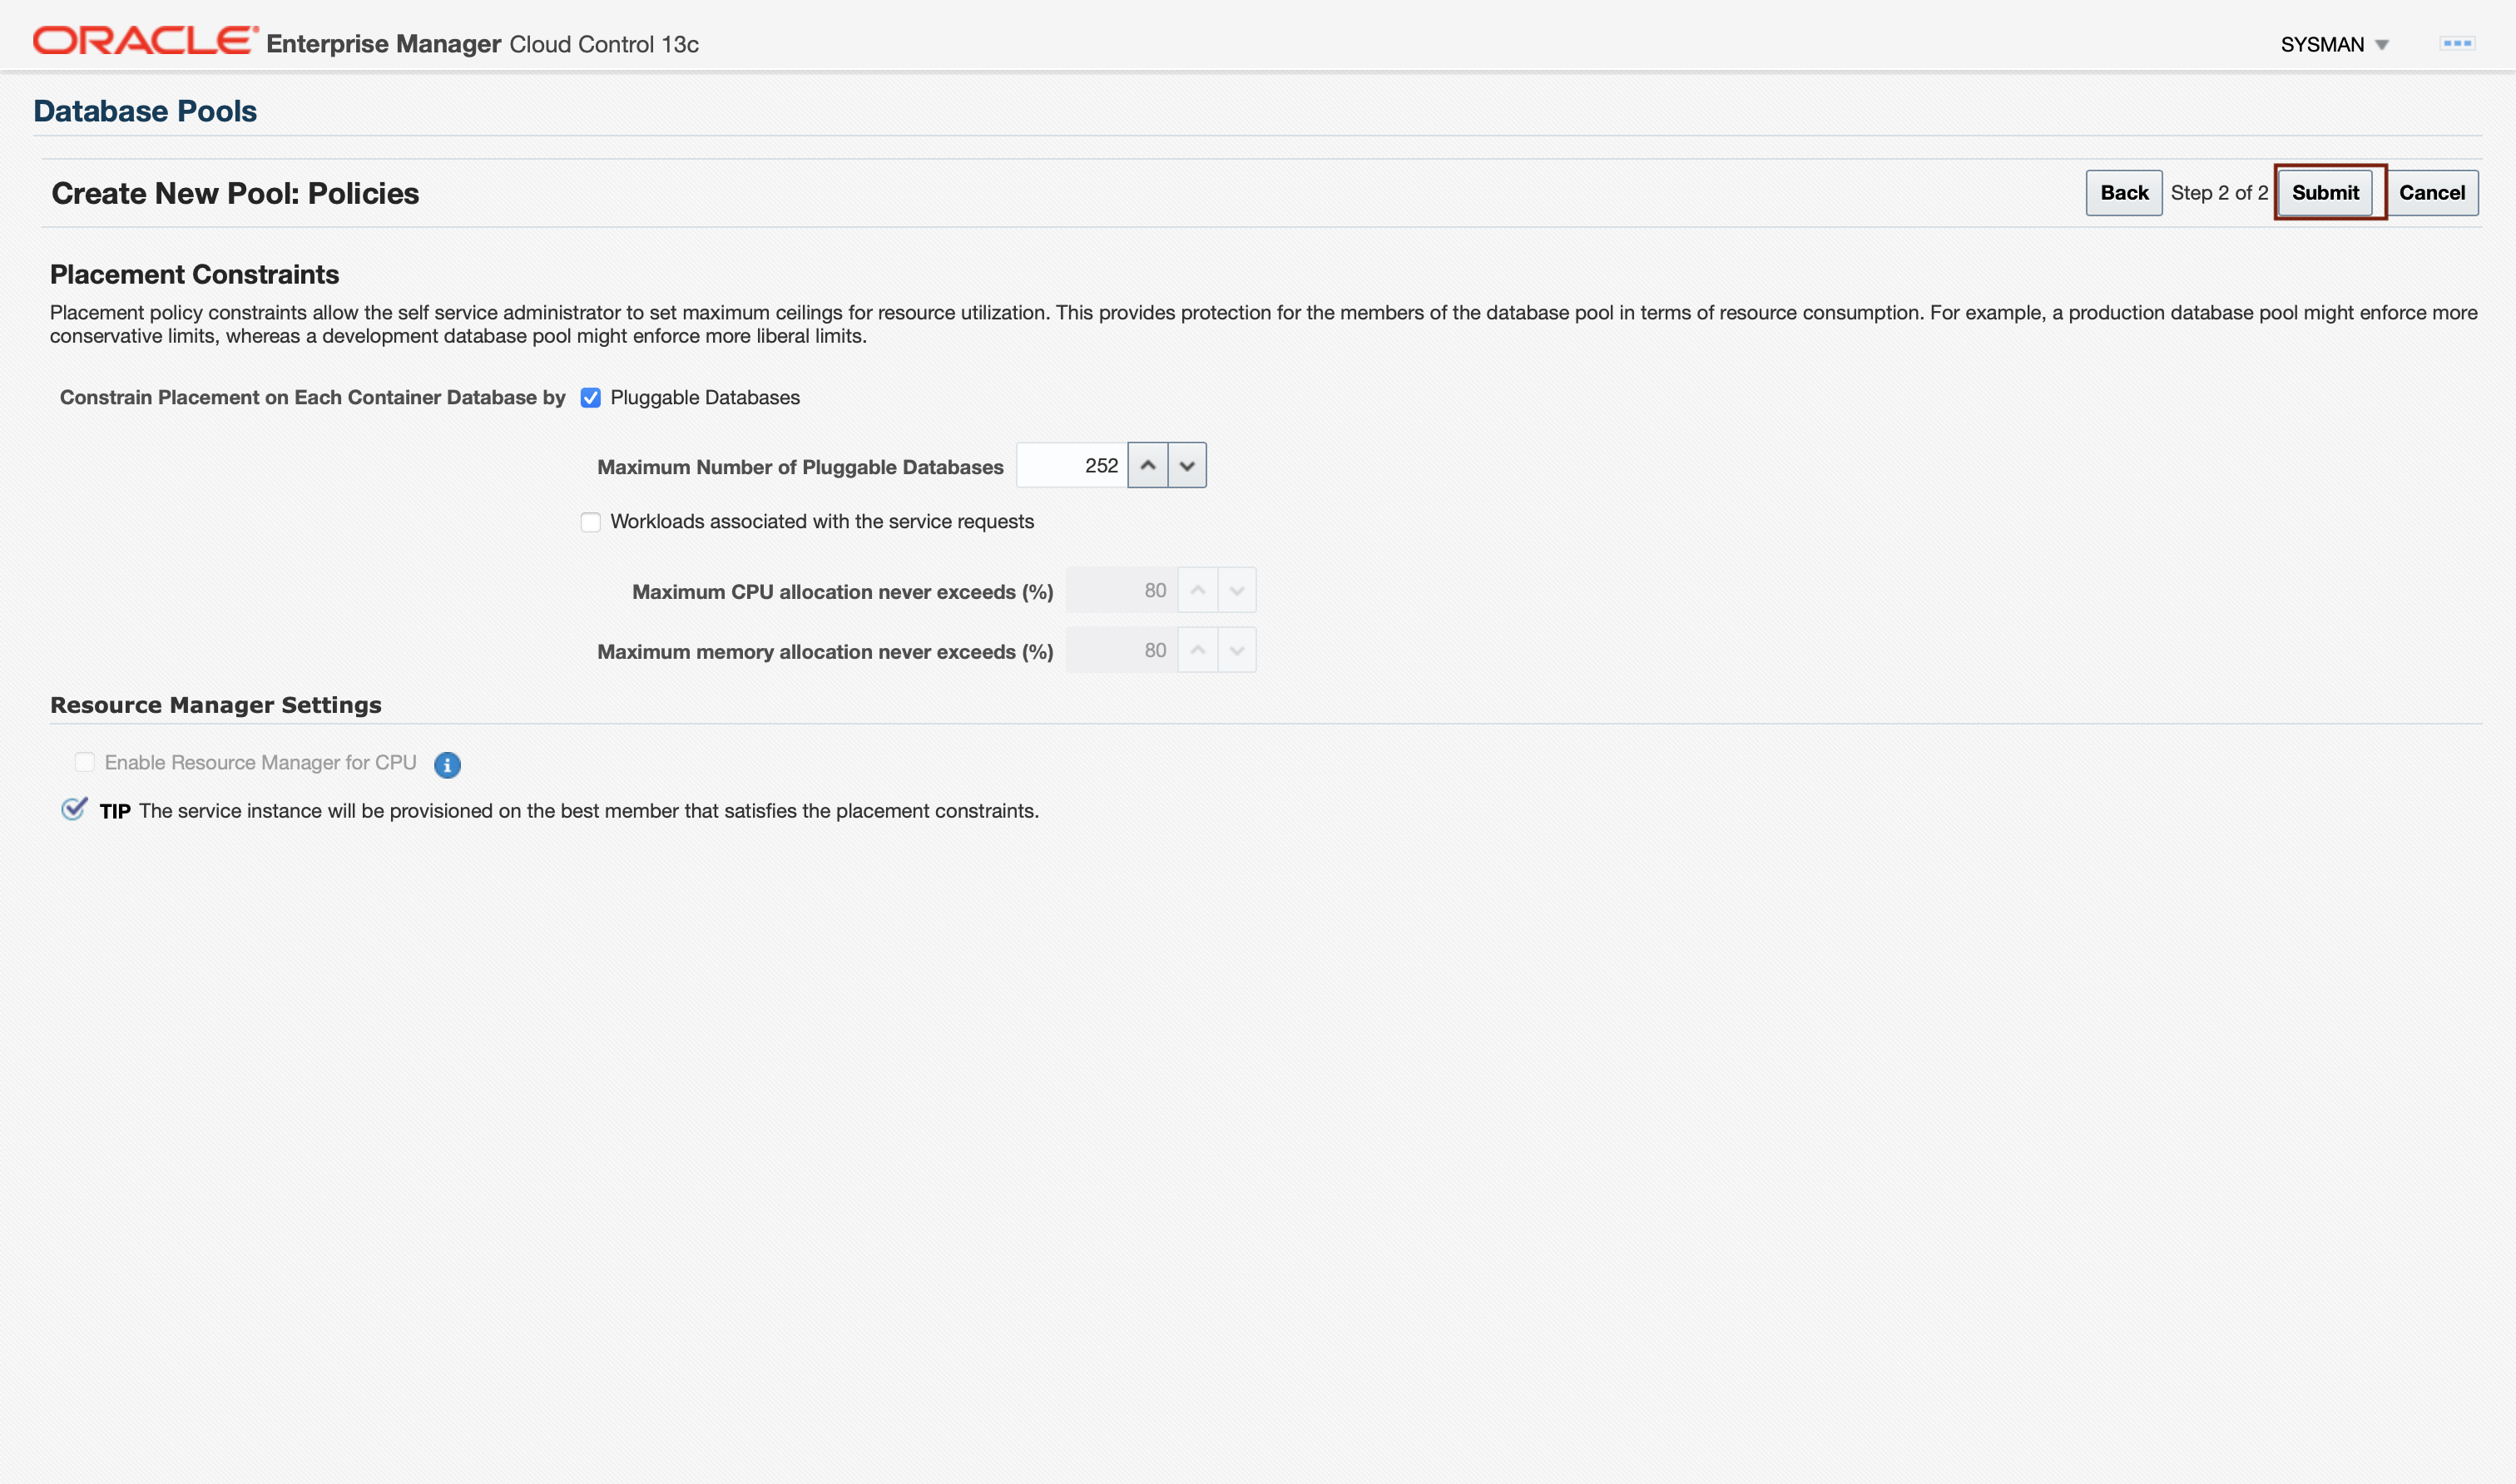 ORACLE Enterprise Manager Cloud Control 13c
SYSMAN
Database Pools
Create New Pool: Policies
Back Step 2 of 2 Submit Cancel
Placement Constraints
Placement policy constraints allow the self service administrator to set maximum ceilings for resource utilization. This provides protection for the members of the database pool in terms of resource consumption. For example, a production database pool might enforce more
conservative limits, whereas a development database pool might enforce more liberal limits.
Constrain Placement on Each Container Database by Pluggable Databases
Maximum Number of Pluggable Databases 252
Workloads associated with the service requests
Maximum CPU allocation never exceeds (%) 80
Maximum memory allocation never exceeds (%) 80
Resource Manager Settings
Enable Resource Manager for CPU
TIP The service instance will be provisioned on the best member that satisfies the placement constraints.